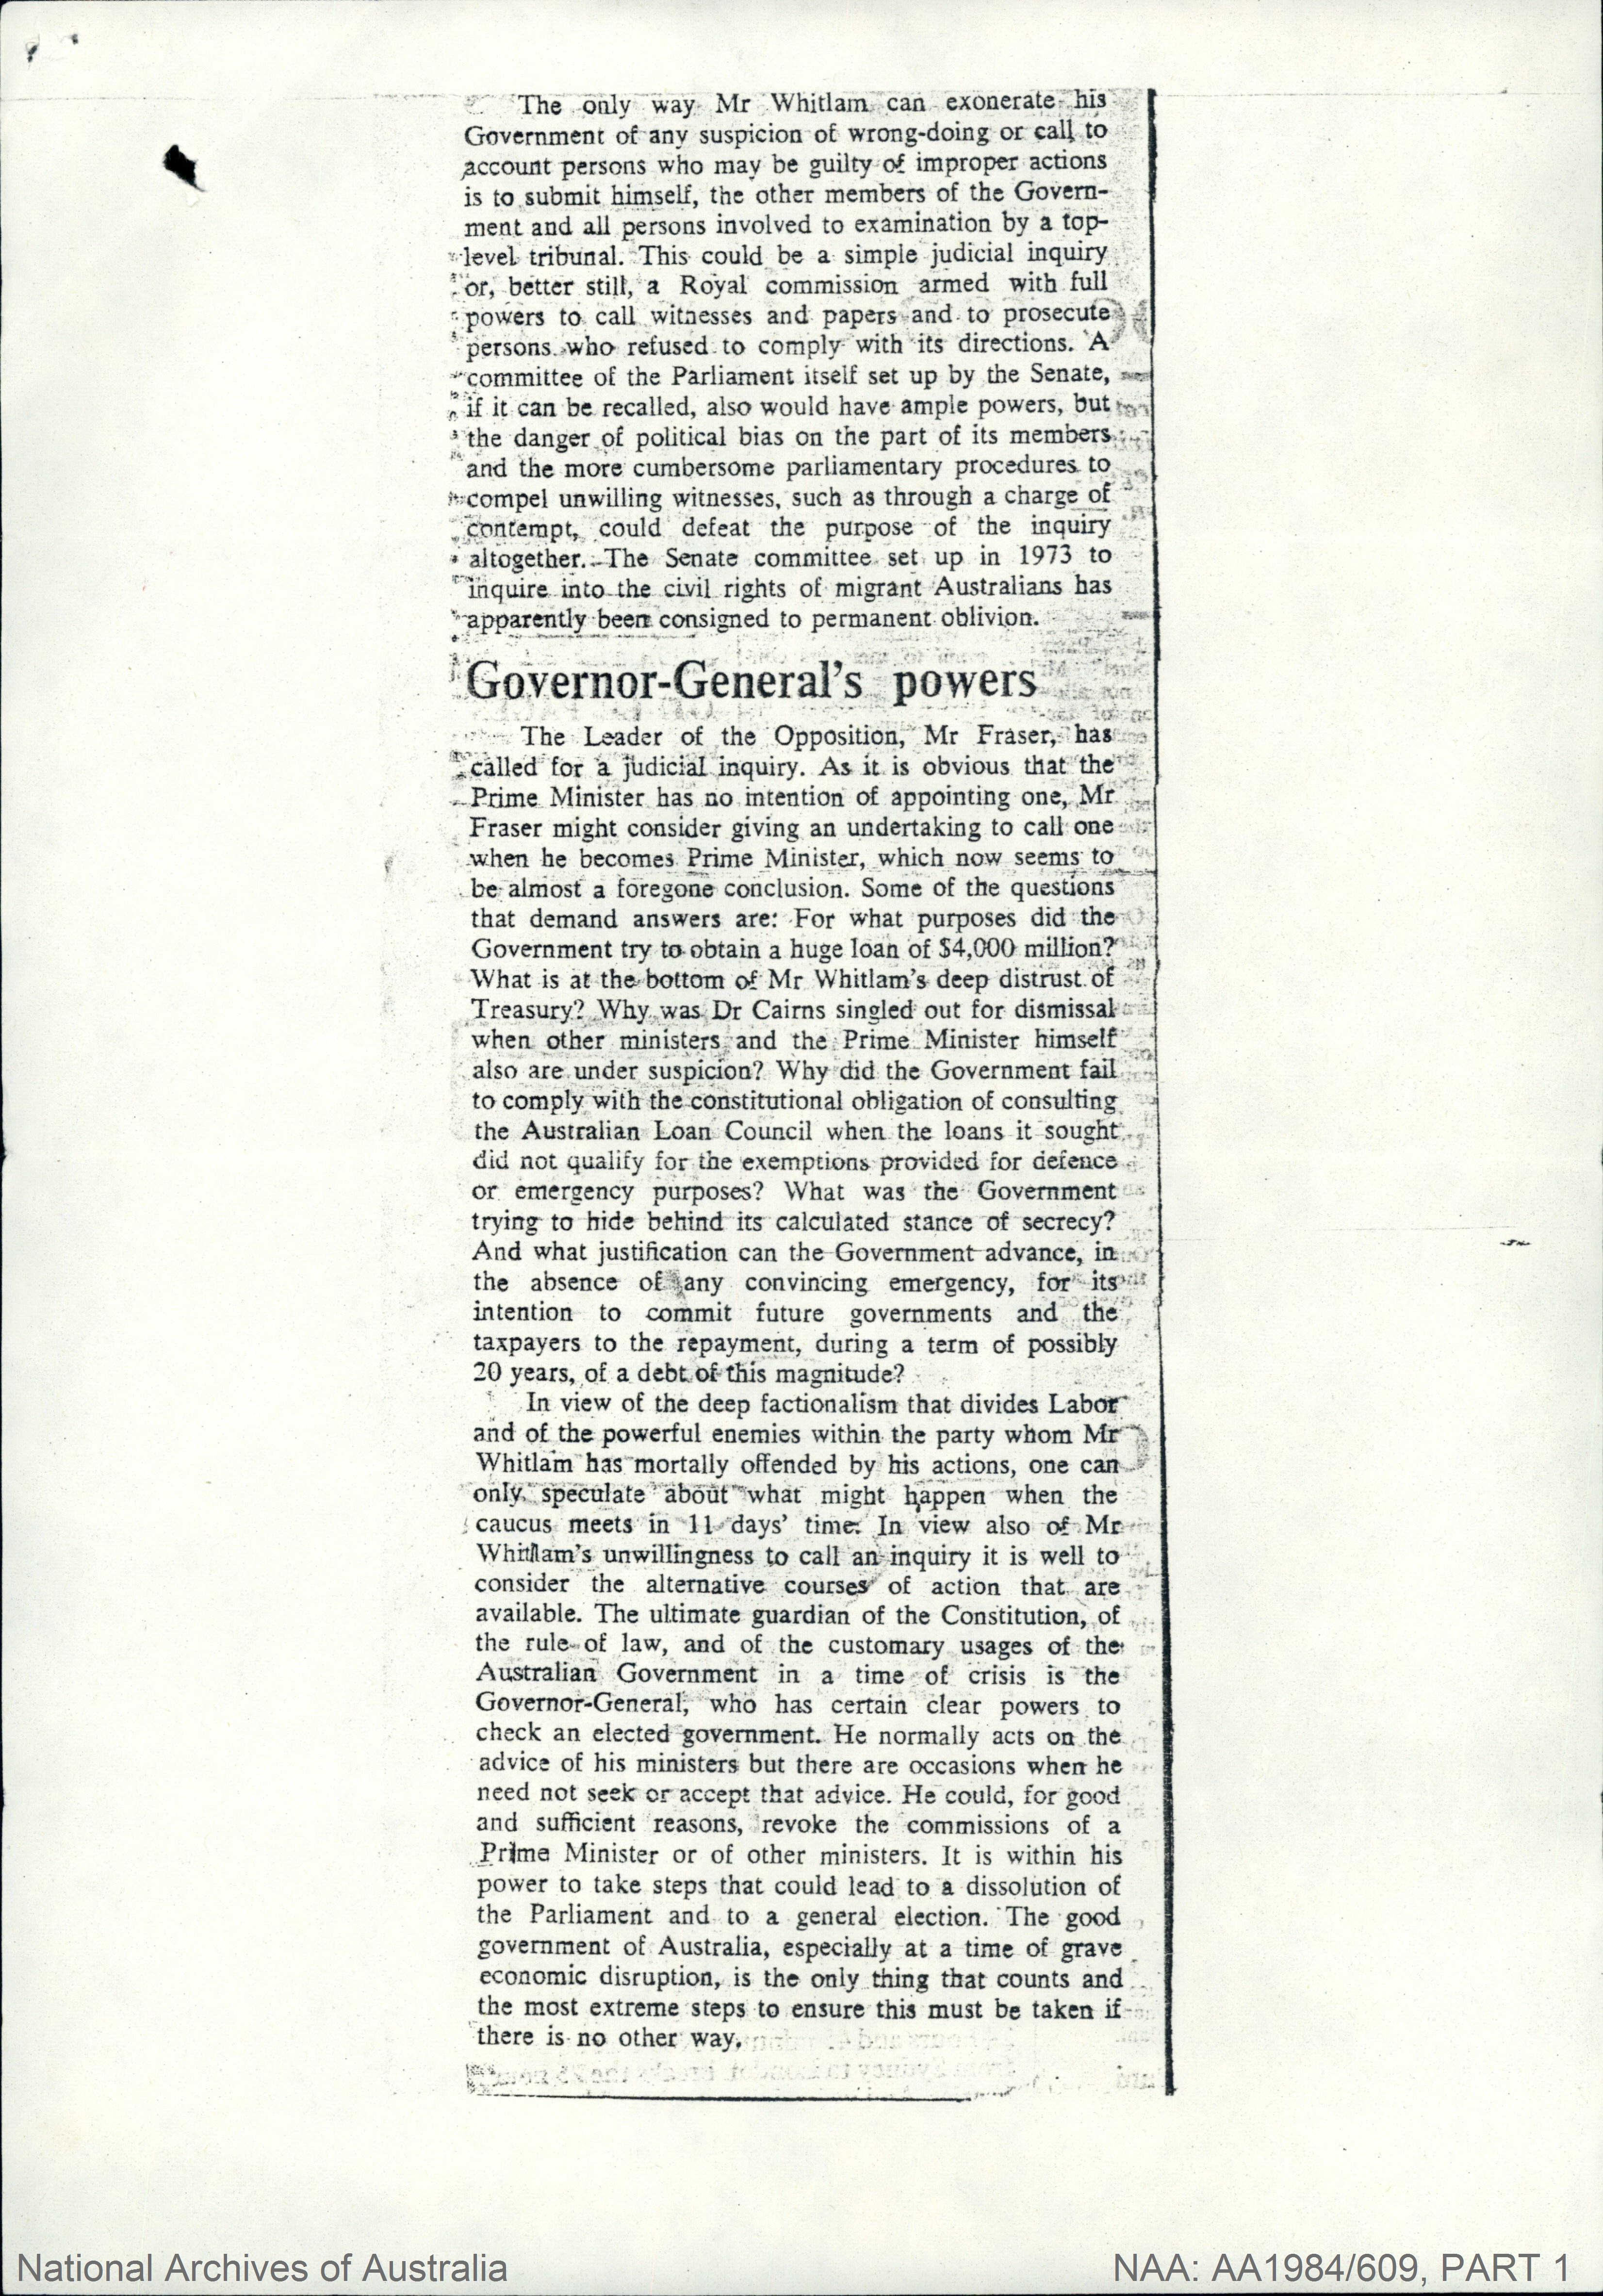 The only way Mr Whitlam can exonerate his
Government of any suspicion of wrong-doing or call to
account persons who may be guilty of improper actions
is to submit himself, the other members of the Govern-
ment and all persons involved to examination by a top-
level tribunal. This could be a simple judicial inquiry
or, better still, a Royal commission armed with full
powers to call witnesses and papers and to prosecute
persons who refused to comply with its directions. A
committee of the Parliament itself set up by the Senate,
if it can be recalled, also would have ample powers, but
the danger of political bias on the part of its members
and the more cumbersome parliamentary procedures to
compel unwilling witnesses, such as through a charge of
contempt, could defeat the purpose of the inquiry
altogether. The Senate committee set up in 1973 to
inquire into the civil rights of migrant Australians has
apparently been consigned to permanent oblivion.
Governor-General's powers
The Leader of the Opposition, Mr Fraser, has
called for a judicial inquiry. As it is obvious that the
Prime Minister has no intention of appointing one, Mr
Fraser might consider giving an undertaking to call one
when he becomes Prime Minister, which now seems to
be almost a foregone conclusion. Some of the questions
that demand answers are: For what purposes did the
Government try to obtain a huge loan of $4,000 million?
What is at the bottom of Mr Whitlam's deep distrust of
Treasury? Why was Dr Cairns singled out for dismissal
when other ministers and the Prime Minister himself
also are under suspicion? Why did the Government fail
to comply with the constitutional obligation of consulting
the Australian Loan Council when the loans it sought
did not qualify for the exemptions provided for defence
or emergency purposes? What was the Government
trying to hide behind its calculated stance of secrecy?
And what justification can the Government advance, in
the absence of any convincing emergency, for its
intention to commit future governments and the
taxpayers to the repayment, during a term of possibly
20 years, of a debt of this magnitude?
In view of the deep factionalism that divides Labor
and of the powerful enemies within the party whom Mr
Whitlam has mortally offended by his actions, one can
only speculate about what might happen when the
caucus meets in 11 days' time. In view also of Mr
Whitlam's unwillingness to call an inquiry it is well to
consider the alternative courses of action that are
available. The ultimate guardian of the Constitution, of
the rule of law, and of the customary usages of the
Australian Government in a time of crisis is the
Governor-General, who has certain clear powers to
check an elected government. He normally acts on the
advice of his ministers but there are occasions when he
need not seek or accept that advice. He could, for good
and sufficient reasons, revoke the commissions of a
Prime Minister or of other ministers. It is within his
power to take steps that could lead to a dissolution of
the Parliament and to a general election. The good
government of Australia, especially at a time of grave
economic disruption, is the only thing that counts and
the most extreme steps to ensure this must be taken if
there is no other way.
National Archives of Australia
NAA: AA1984/609, PART 1